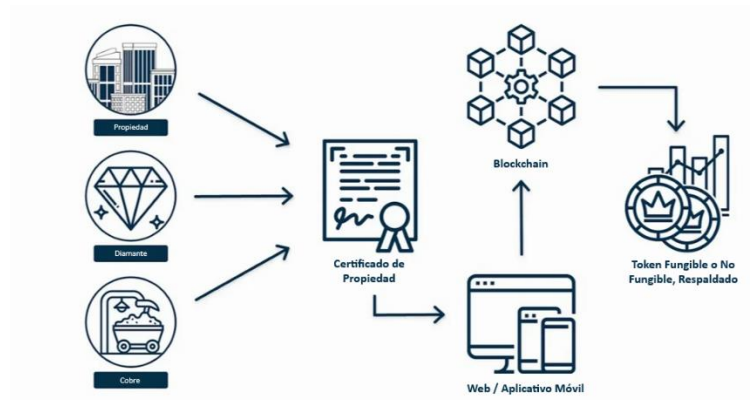 Propiedad
Diamante
Cobre
Certificado de
Propiedad
Web / Aplicativo Móvil
Blockchain
Token Fungible o No
Fungible, Respaldado